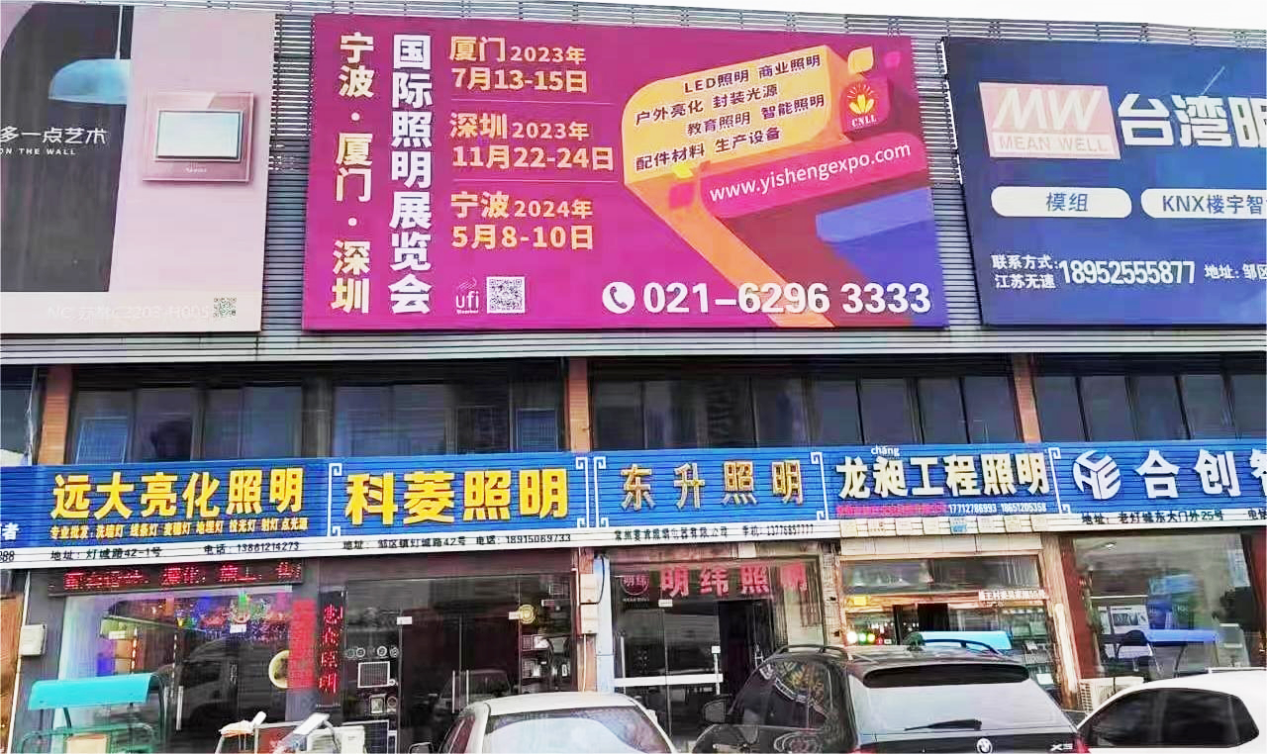 多一点艺术
ON THE WALL
宁波·厦门·深圳
国际照明展览会
厦门2023年
7月13-15日
深圳2023年
11月22-24日
宁波2024年
5月8-10日
ufi
Member
LED照明 商业照明
户外亮化 封装光源
教育照明 智能照明
配件材料 生产设备
CNLL
www.yishengexpo.com
021-6296 3333
MW
MEAN WELL
台湾明
模组
KNX楼宇智
联系方式:
江苏无速
18952555877
地址:邹区
远大亮化照明
地址:灯城路42-1号
电话:13861214273
科菱照明
地址:邹区镇灯城路42号 电话:18915069733
东升照明
手机:13775857777
chǎng
龙昶工程照明
17712786993 18651205358
合创智
地址:老灯城东大门外25号
明纬照明
X3